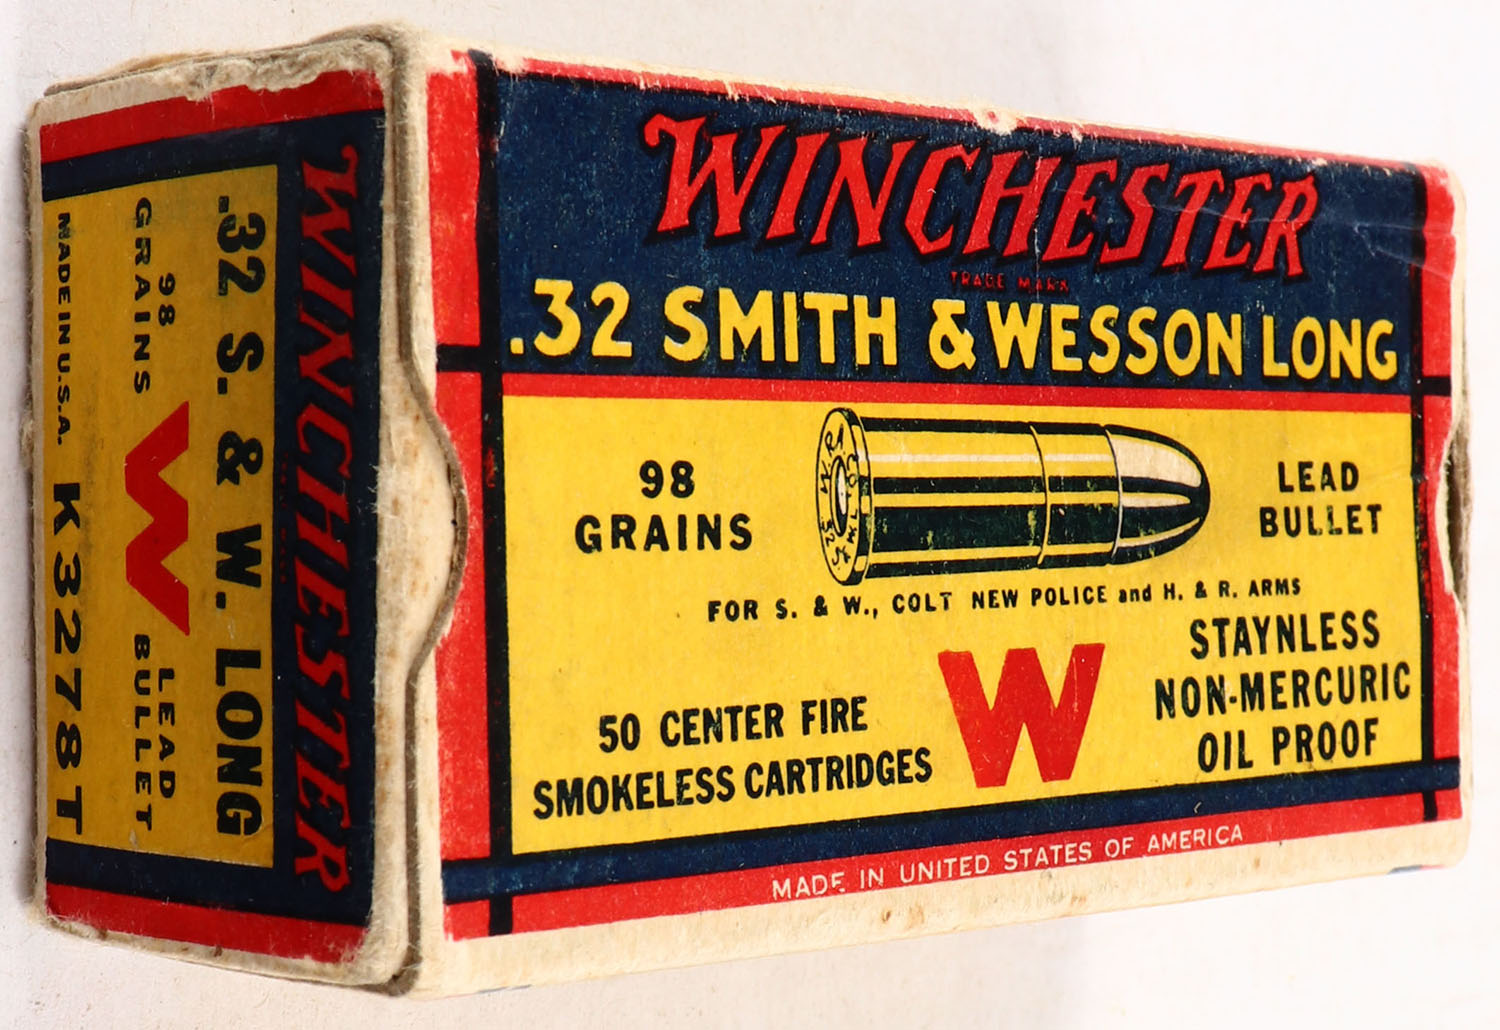 WINCHESTER
TRADE MARK
.32 SMITH & WESSON LONG
98
GRAINS
LEAD
BULLET
FOR S. & W., COLT NEW POLICE and H. & R. ARMS
50 CENTER FIRE
SMOKELESS CARTRIDGES
W
STAYNLESS
NON-MERCURIC
OIL PROOF
MADE IN UNITED STATES OF AMERICA
WINCHESTER
.32 S. & W. LONG
98
GRAINS
W
LEAD
BULLET
MADE IN U.S.A.
K3278T